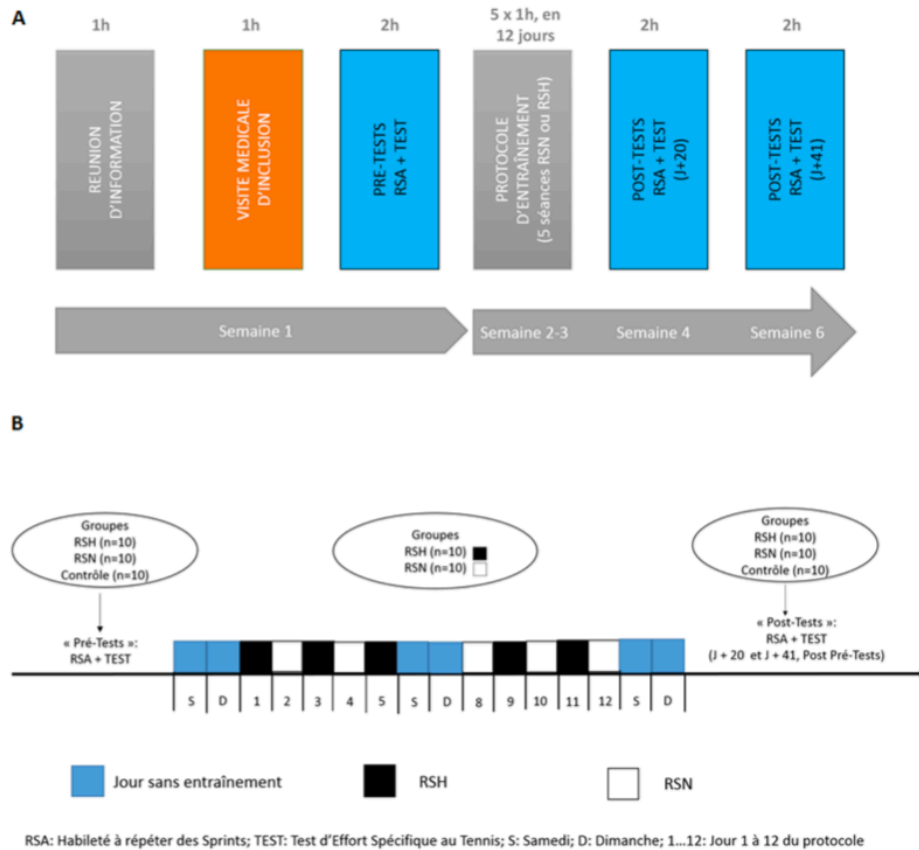 A
1h
1h
2h
5 x 1h, en
12 jours
2h
2h
REUNION
D'INFORMATION
VISITE MEDICALE
D'INCLUSION
PRE-TESTS
RSA + TEST
PROTOCOLE
D'ENTRAÎNEMENT
(5 séances RSN ou RSH)
POST-TESTS
RSA + TEST
(J+20)
POST-TESTS
RSA + TEST
(J+41)
Semaine 1
Semaine 2-3
Semaine 4
Semaine 6
B
Groupes
RSH (n=10)
RSN (n=10)
Contrôle (n=10)
Groupes
RSH (n=10)
RSN (n=10)
Groupes
RSH (n=10)
RSN (n=10)
Contrôle (n=10)
« Pré-Tests »:
RSA + TEST
« Post-Tests »:
RSA + TEST
(J + 20 et J + 41, Post Pré-Tests)
S D 1 2 3 4 5 S D 8 9 10 11 12 S D
Jour sans entraînement
RSH
RSN
RSA: Habileté à répéter des Sprints; TEST: Test d'Effort Spécifique au Tennis; S: Samedi; D: Dimanche; 1...12: Jour 1 à 12 du protocole